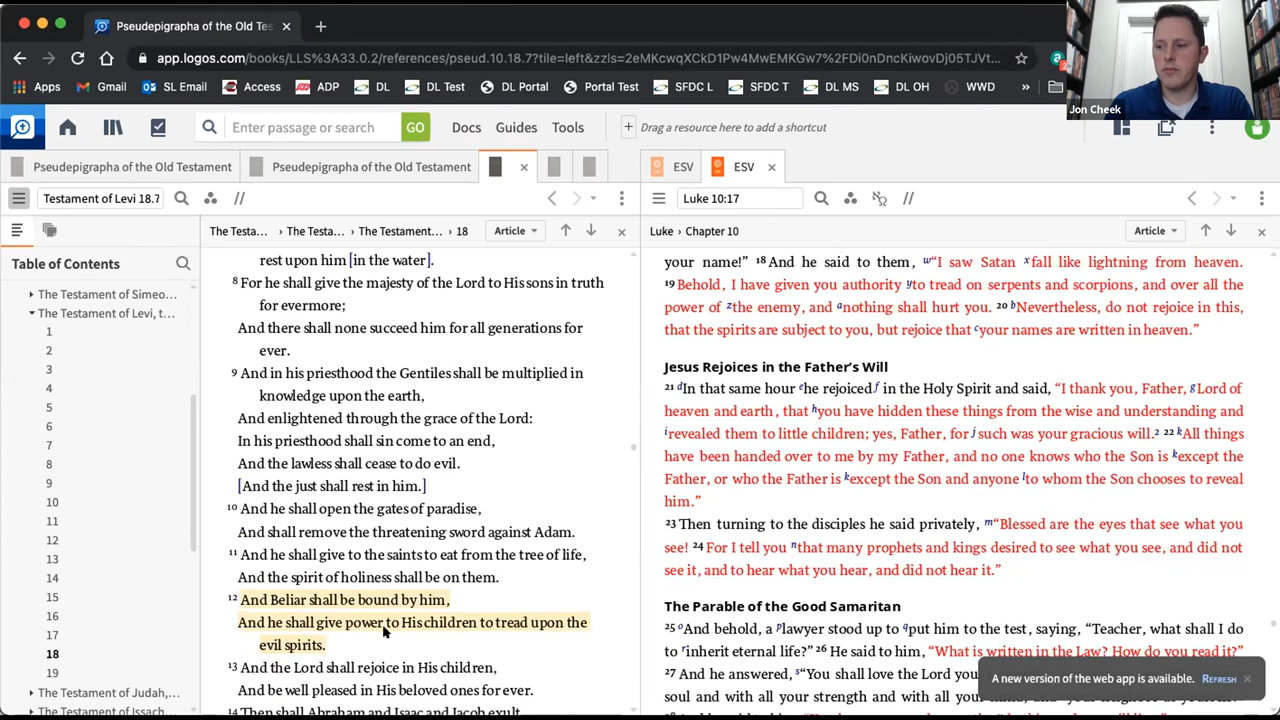 Pseudepigrapha of the Old Tes
app.logos.com/books/LLS%3A33.0.2/references/pseud.10.18.7?tile=left&zzls=2eMKcwqXCkD1Pw4MwEMKGw7%2FDi0nDncKiwovDj05TJVt...
Apps Gmail SL Email Access ADP DL DL Test DL Portal Portal Test SFDC L SFDC T DL MS DL OH WWD »
Jon Cheek
Enter passage or search GO Docs Guides Tools + Drag a resource here to add a shortcut
Pseudepigrapha of the Old Testament Pseudepigrapha of the Old Testament
ESV ESV
Testament of Levi 18.7
Luke 10:17
The Testa... › The Testa... › The Testament... › 18 Article
Luke › Chapter 10 Article
Table of Contents
The Testament of Simeo...
The Testament of Levi, t...
1
2
3
4
5
6
7
8
9
10
11
12
13
14
15
16
17
18
19
The Testament of Judah,
The Testament of Issach
rest upon him [in the water].
8 For he shall give the majesty of the Lord to His sons in truth
for evermore;
And there shall none succeed him for all generations for
ever.
9 And in his priesthood the Gentiles shall be multiplied in
knowledge upon the earth,
And enlightened through the grace of the Lord:
In his priesthood shall sin come to an end,
And the lawless shall cease to do evil.
[And the just shall rest in him.]
10 And he shall open the gates of paradise,
And shall remove the threatening sword against Adam.
11 And he shall give to the saints to eat from the tree of life,
And the spirit of holiness shall be on them.
12 And Beliar shall be bound by him,
And he shall give power to His children to tread upon the
evil spirits.
13 And the Lord shall rejoice in His children,
And be well pleased in His beloved ones for ever.
14 Then shall Abraham and Isaac and Jacob exult
your name!” 18 And he said to them, w“I saw Satan x fall like lightning from heaven.
19 Behold, I have given you authority y to tread on serpents and scorpions, and over all the
power of z the enemy, and a nothing shall hurt you. 20 b Nevertheless, do not rejoice in this,
that the spirits are subject to you, but rejoice that c your names are written in heaven.”
Jesus Rejoices in the Father’s Will
21 d In that same hour e he rejoiced f in the Holy Spirit and said, “I thank you, Father, g Lord of
heaven and earth, that h you have hidden these things from the wise and understanding and
i revealed them to little children; yes, Father, for j such was your gracious will.2 22 k All things
have been handed over to me by my Father, and no one knows who the Son is k except the
Father, or who the Father is k except the Son and anyone l to whom the Son chooses to reveal
him.”
23 Then turning to the disciples he said privately, m“Blessed are the eyes that see what you
see! 24 For I tell you n that many prophets and kings desired to see what you see, and did not
see it, and to hear what you hear, and did not hear it.”
The Parable of the Good Samaritan
25 o And behold, a p lawyer stood up to q put him to the test, saying, “Teacher, what shall I do
to r inherit eternal life?” 26 He said to him, “What is written in the Law? How do you read it?”
27 And he answered, s“You shall love the Lord you
soul and with all your strength and with all your
A new version of the web app is available. REFRESH ×